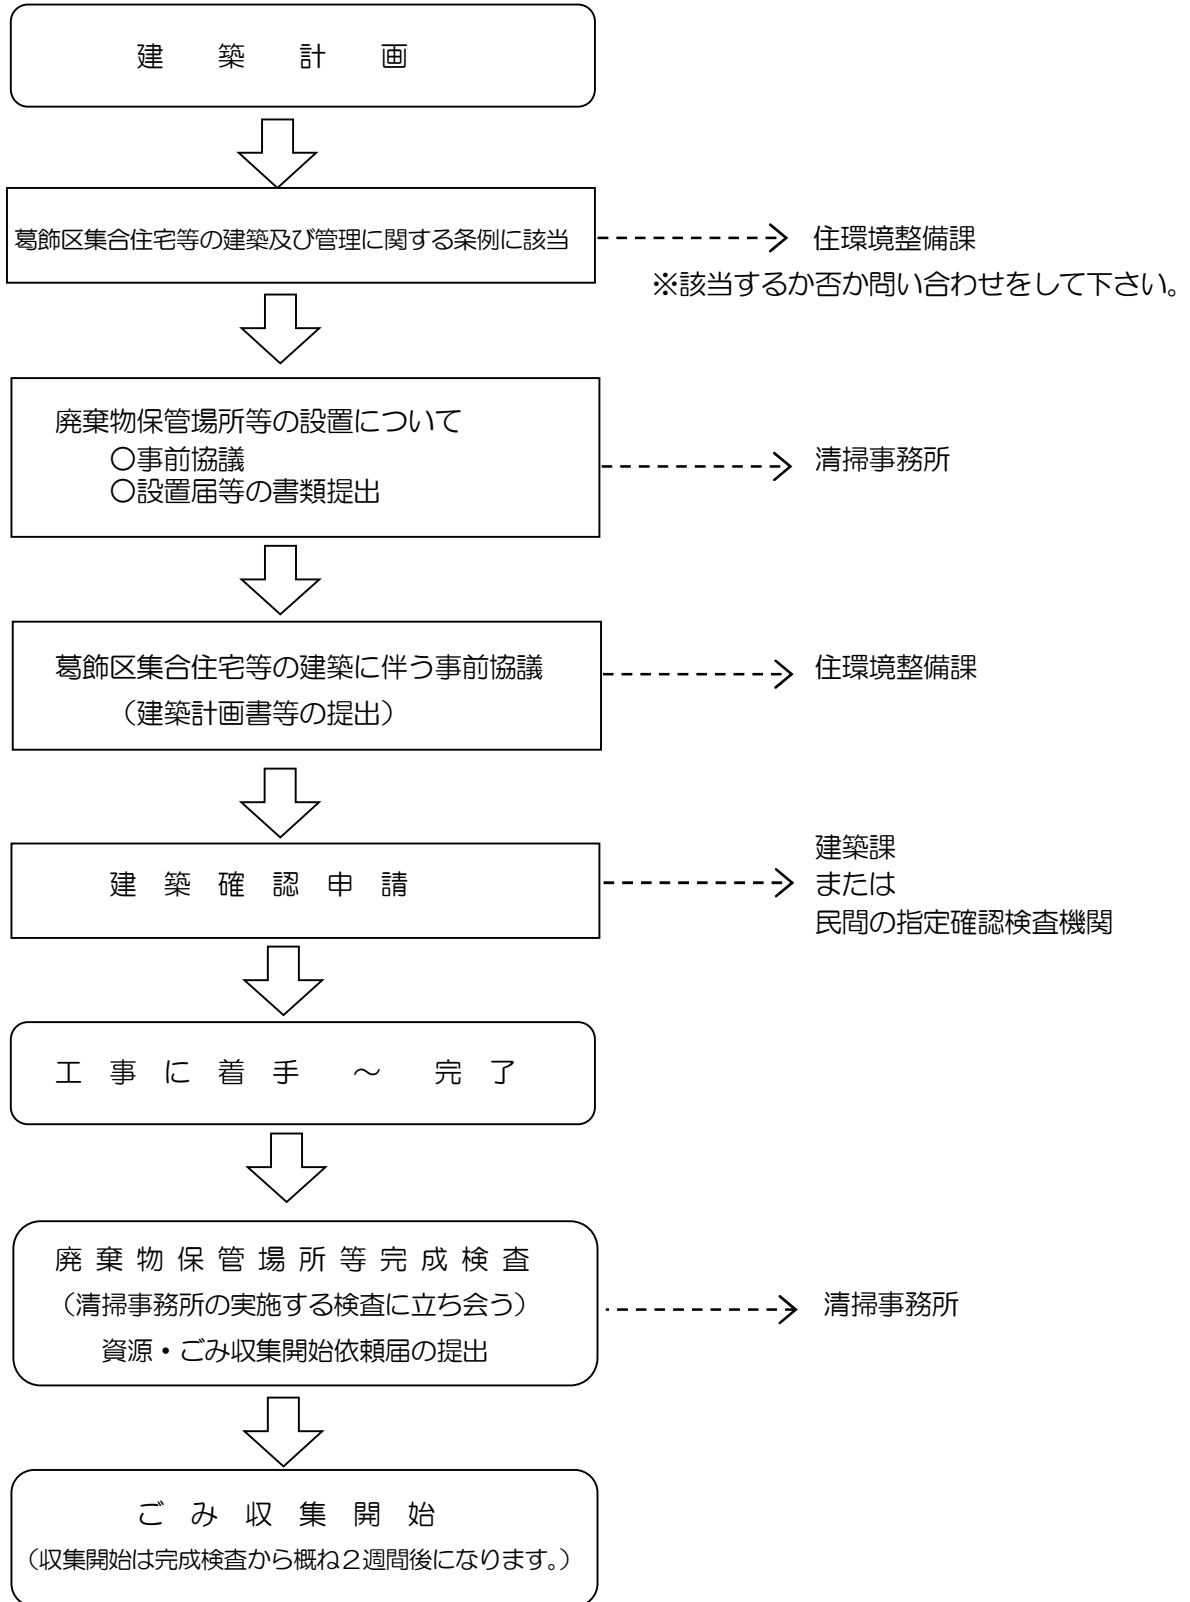 建　築　計　画
葛飾区集合住宅等の建築及び管理に関する条例に該当
住環境整備課
※該当するか否か問い合わせをして下さい。
廃棄物保管場所等の設置について
○事前協議
○設置届等の書類提出
清掃事務所
葛飾区集合住宅等の建築に伴う事前協議
（建築計画書等の提出）
住環境整備課
建　築　確　認　申　請
建築課
または
民間の指定確認検査機関
工　事　に　着　手　～　完　了
廃 棄 物 保 管 場 所 等 完 成 検 査
（清掃事務所の実施する検査に立ち会う）
資源・ごみ収集開始依頼届の提出
清掃事務所
ご　み　収　集　開　始
（収集開始は完成検査から概ね２週間後になります。）